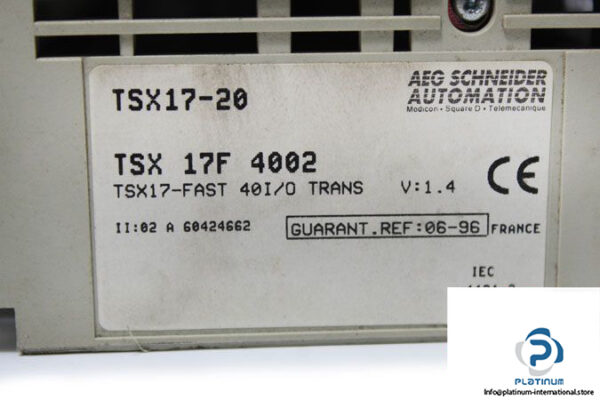 TSX17-20
AEG SCHNEIDER
AUTOMATION
Modicon • Square D • Telemecanique
TSX 17F 4002
TSX17-FAST 40I/O TRANS V:1.4
CE
II:02 A 60424662 GUARANT.REF:06-96 FRANCE
IEC
P
PLATINUM
Info@platinum-international.store